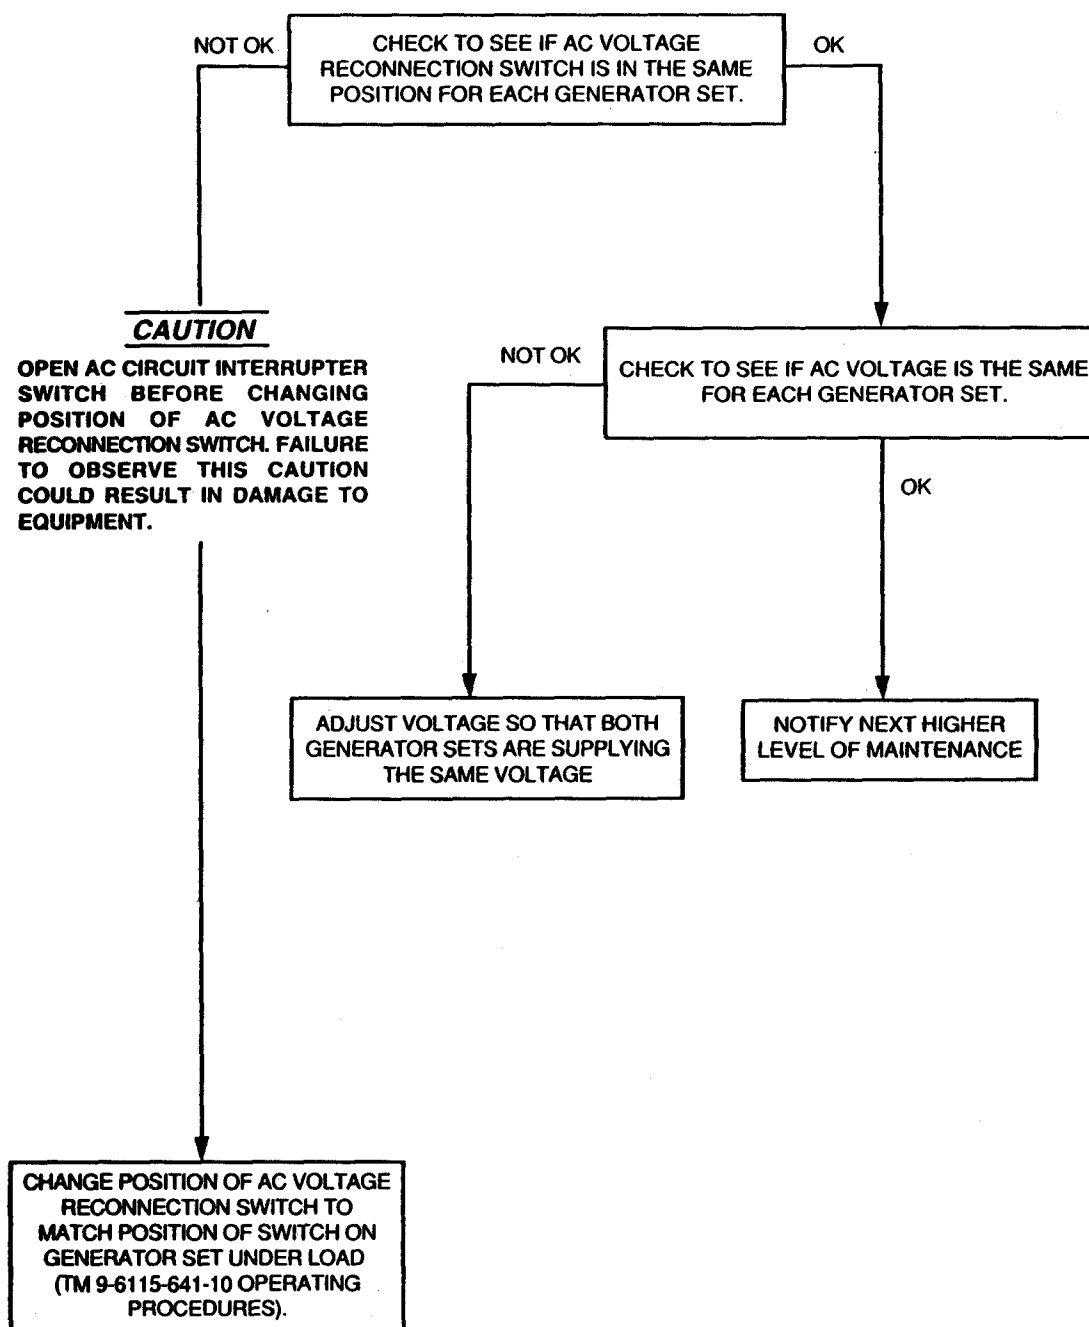 NOT OK
CHECK TO SEE IF AC VOLTAGE
RECONNECTION SWITCH IS IN THE SAME
POSITION FOR EACH GENERATOR SET.
OK
CAUTION
OPEN AC CIRCUIT INTERRUPTER
SWITCH BEFORE CHANGING
POSITION OF AC VOLTAGE
RECONNECTION SWITCH. FAILURE
TO OBSERVE THIS CAUTION
COULD RESULT IN DAMAGE TO
EQUIPMENT.
NOT OK
CHECK TO SEE IF AC VOLTAGE IS THE SAME
FOR EACH GENERATOR SET.
OK
ADJUST VOLTAGE SO THAT BOTH
GENERATOR SETS ARE SUPPLYING
THE SAME VOLTAGE
NOTIFY NEXT HIGHER
LEVEL OF MAINTENANCE
CHANGE POSITION OF AC VOLTAGE
RECONNECTION SWITCH TO
MATCH POSITION OF SWITCH ON
GENERATOR SET UNDER LOAD
(TM 9-6115-641-10 OPERATING
PROCEDURES).